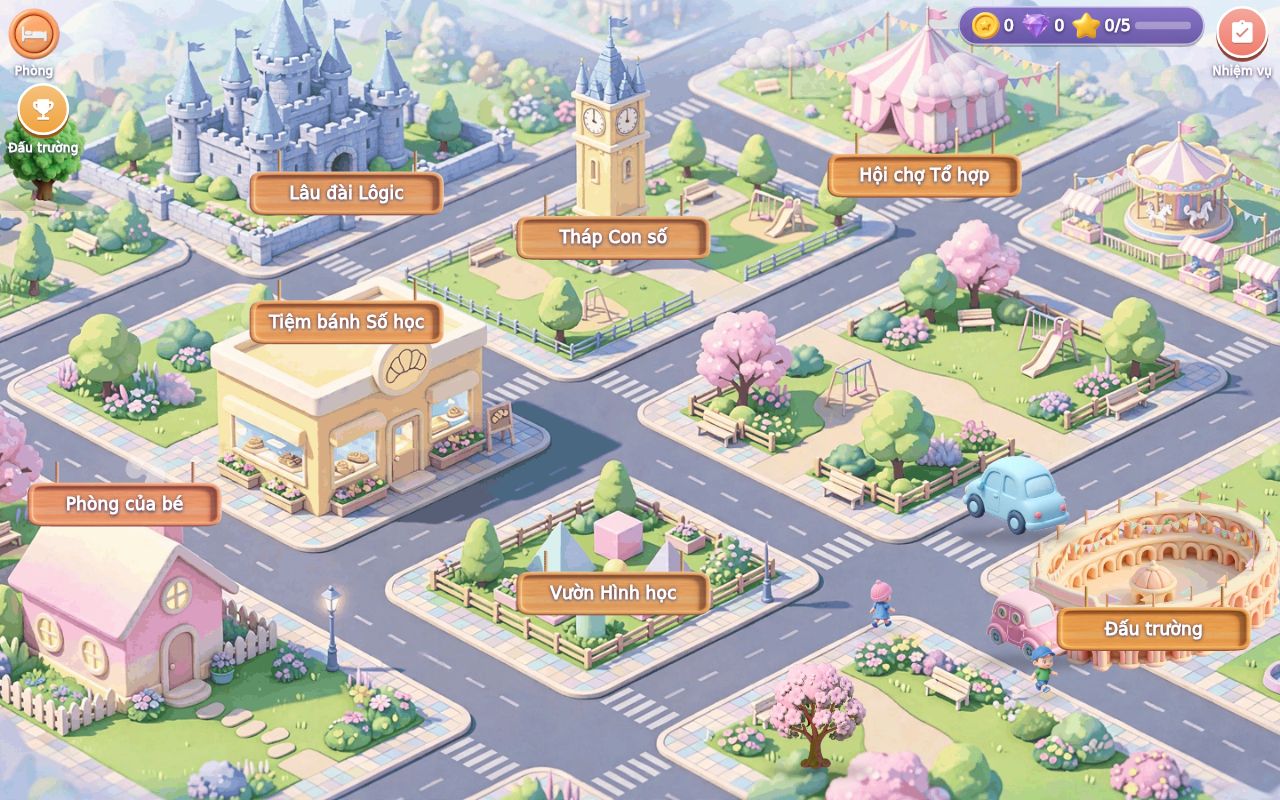 Phòng
0 0 0/5
Nhiệm vụ
Đấu trường
Lâu đài Lôgic
Hội chợ Tổ hợp
Tháp Con số
Tiệm bánh Số học
Phòng của bé
Vườn Hình học
Đấu trường